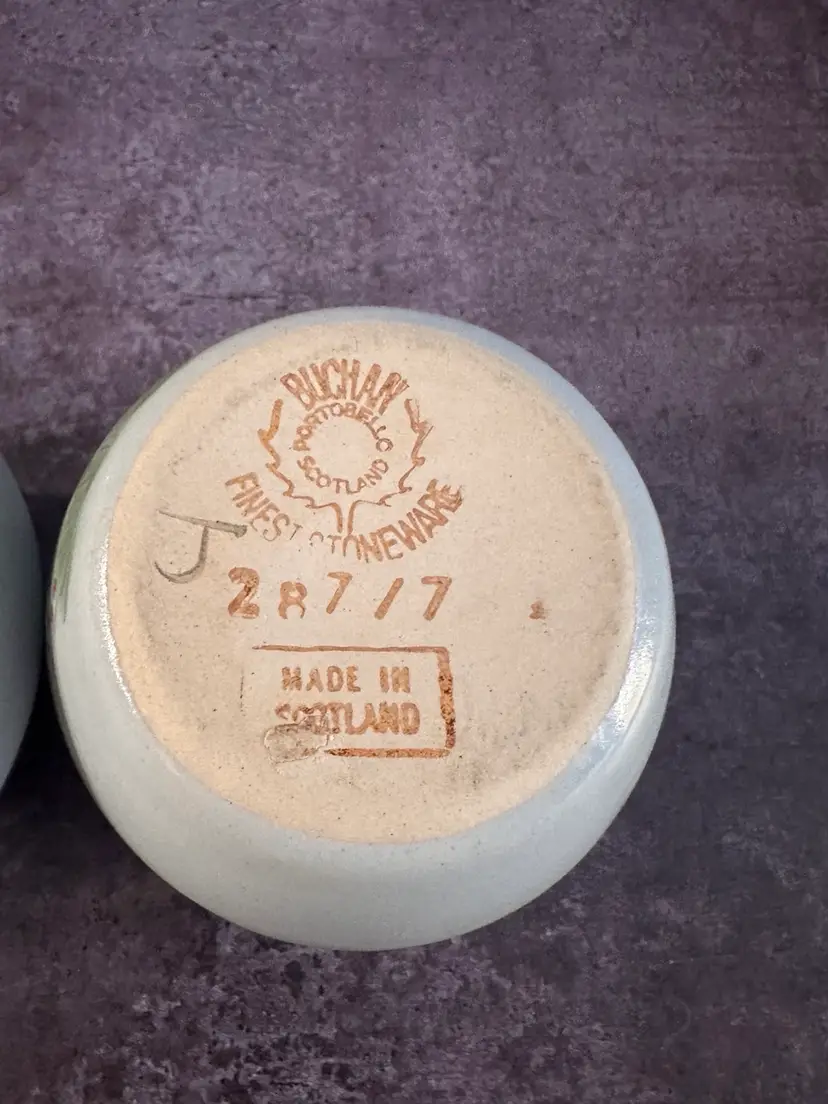 BUCHAN
PORTOBELLO
SCOTLAND
FINEST STONEWARE
J
287/7
MADE IN
SCOTLAND